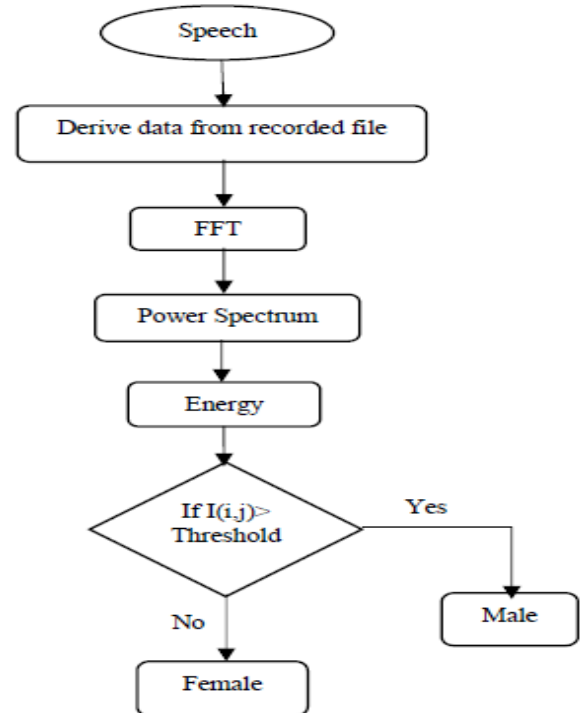 Speech
Derive data from recorded file
FFT
Power Spectrum
Energy
If I(i,j)>
Threshold
Yes
No
Male
Female